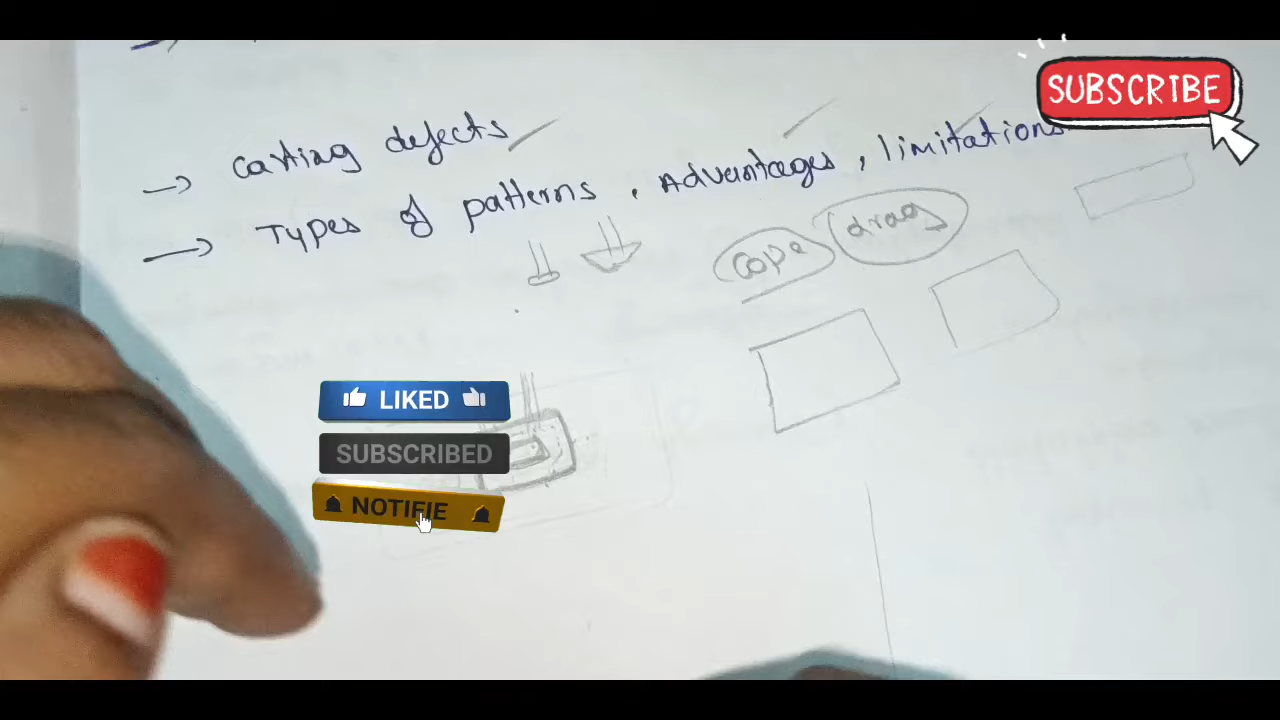 SUBSCRIBE
→ Casting defects
→ Types of patterns, Advantages, limitations
cope drag
LIKED
SUBSCRIBED
NOTIFIE